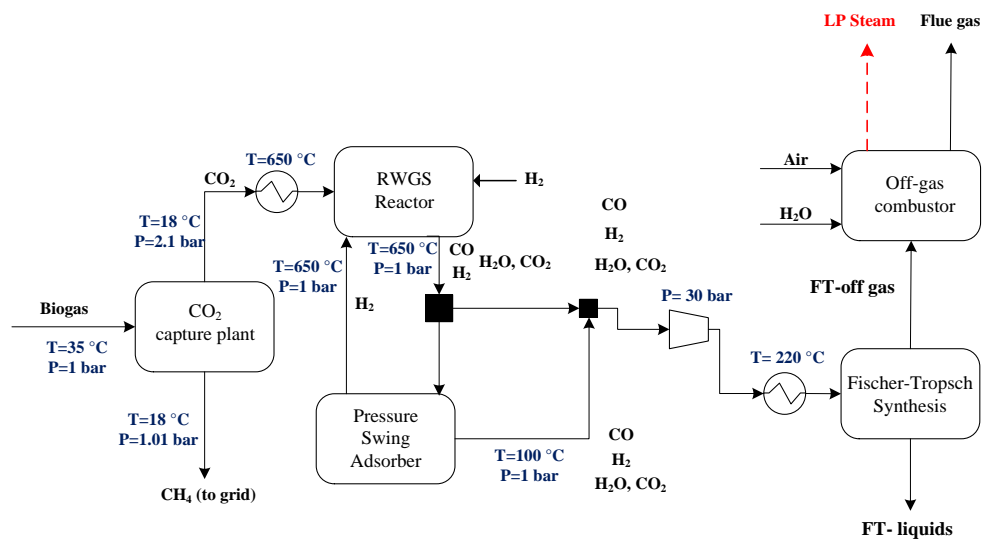 LP Steam
Flue gas
Air
H₂O
Off-gas
combustor
T=650 °C
CO₂
RWGS
Reactor
H₂
T=18 °C
P=2.1 bar
T=650 °C
P=1 bar
T=650 °C
P=1 bar
CO
H₂
H₂O, CO₂
CO
H₂
H₂O, CO₂
Biogas
T=35 °C
P=1 bar
CO₂
capture plant
H₂
P= 30 bar
FT-off gas
T= 220 °C
Fischer-Tropsch
Synthesis
T=18 °C
P=1.01 bar
CH₄ (to grid)
Pressure
Swing
Adsorber
T=100 °C
P=1 bar
CO
H₂
H₂O, CO₂
FT- liquids